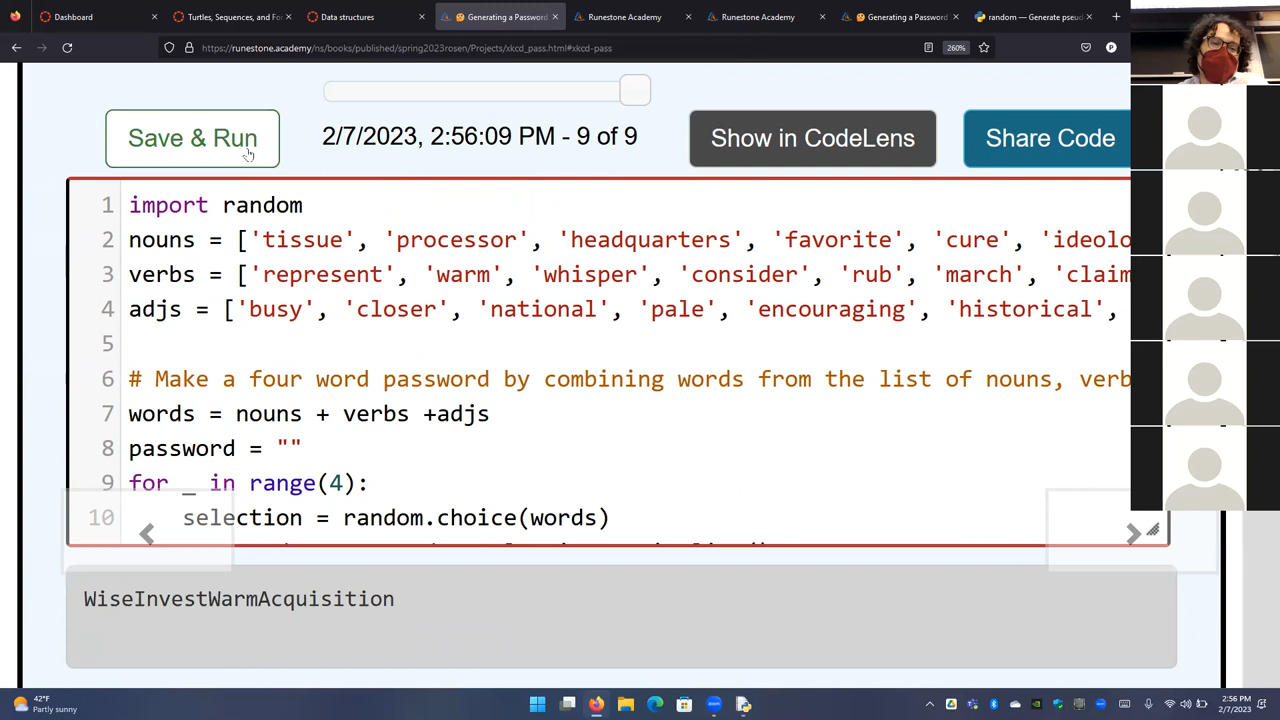 Dashboard
Turtles, Sequences, and Fo
Data structures
Generating a Password
Runestone Academy
Runestone Academy
Generating a Password
random — Generate pseud
https://runestone.academy/ns/books/published/spring2023rosen/Projects/xkcd_pass.html#xkcd-pass
260%
Save & Run
2/7/2023, 2:56:09 PM - 9 of 9
Show in CodeLens
Share Code
1 import random
2 nouns = ['tissue', 'processor', 'headquarters', 'favorite', 'cure', 'ideolo
3 verbs = ['represent', 'warm', 'whisper', 'consider', 'rub', 'march', 'claim
4 adjs = ['busy', 'closer', 'national', 'pale', 'encouraging', 'historical',
5
6 # Make a four word password by combining words from the list of nouns, verb
7 words = nouns + verbs +adjs
8 password = ""
9 for _ in range(4):
10 selection = random.choice(words)
WiseInvestWarmAcquisition
42°F
Partly sunny
2:56 PM
2/7/2023